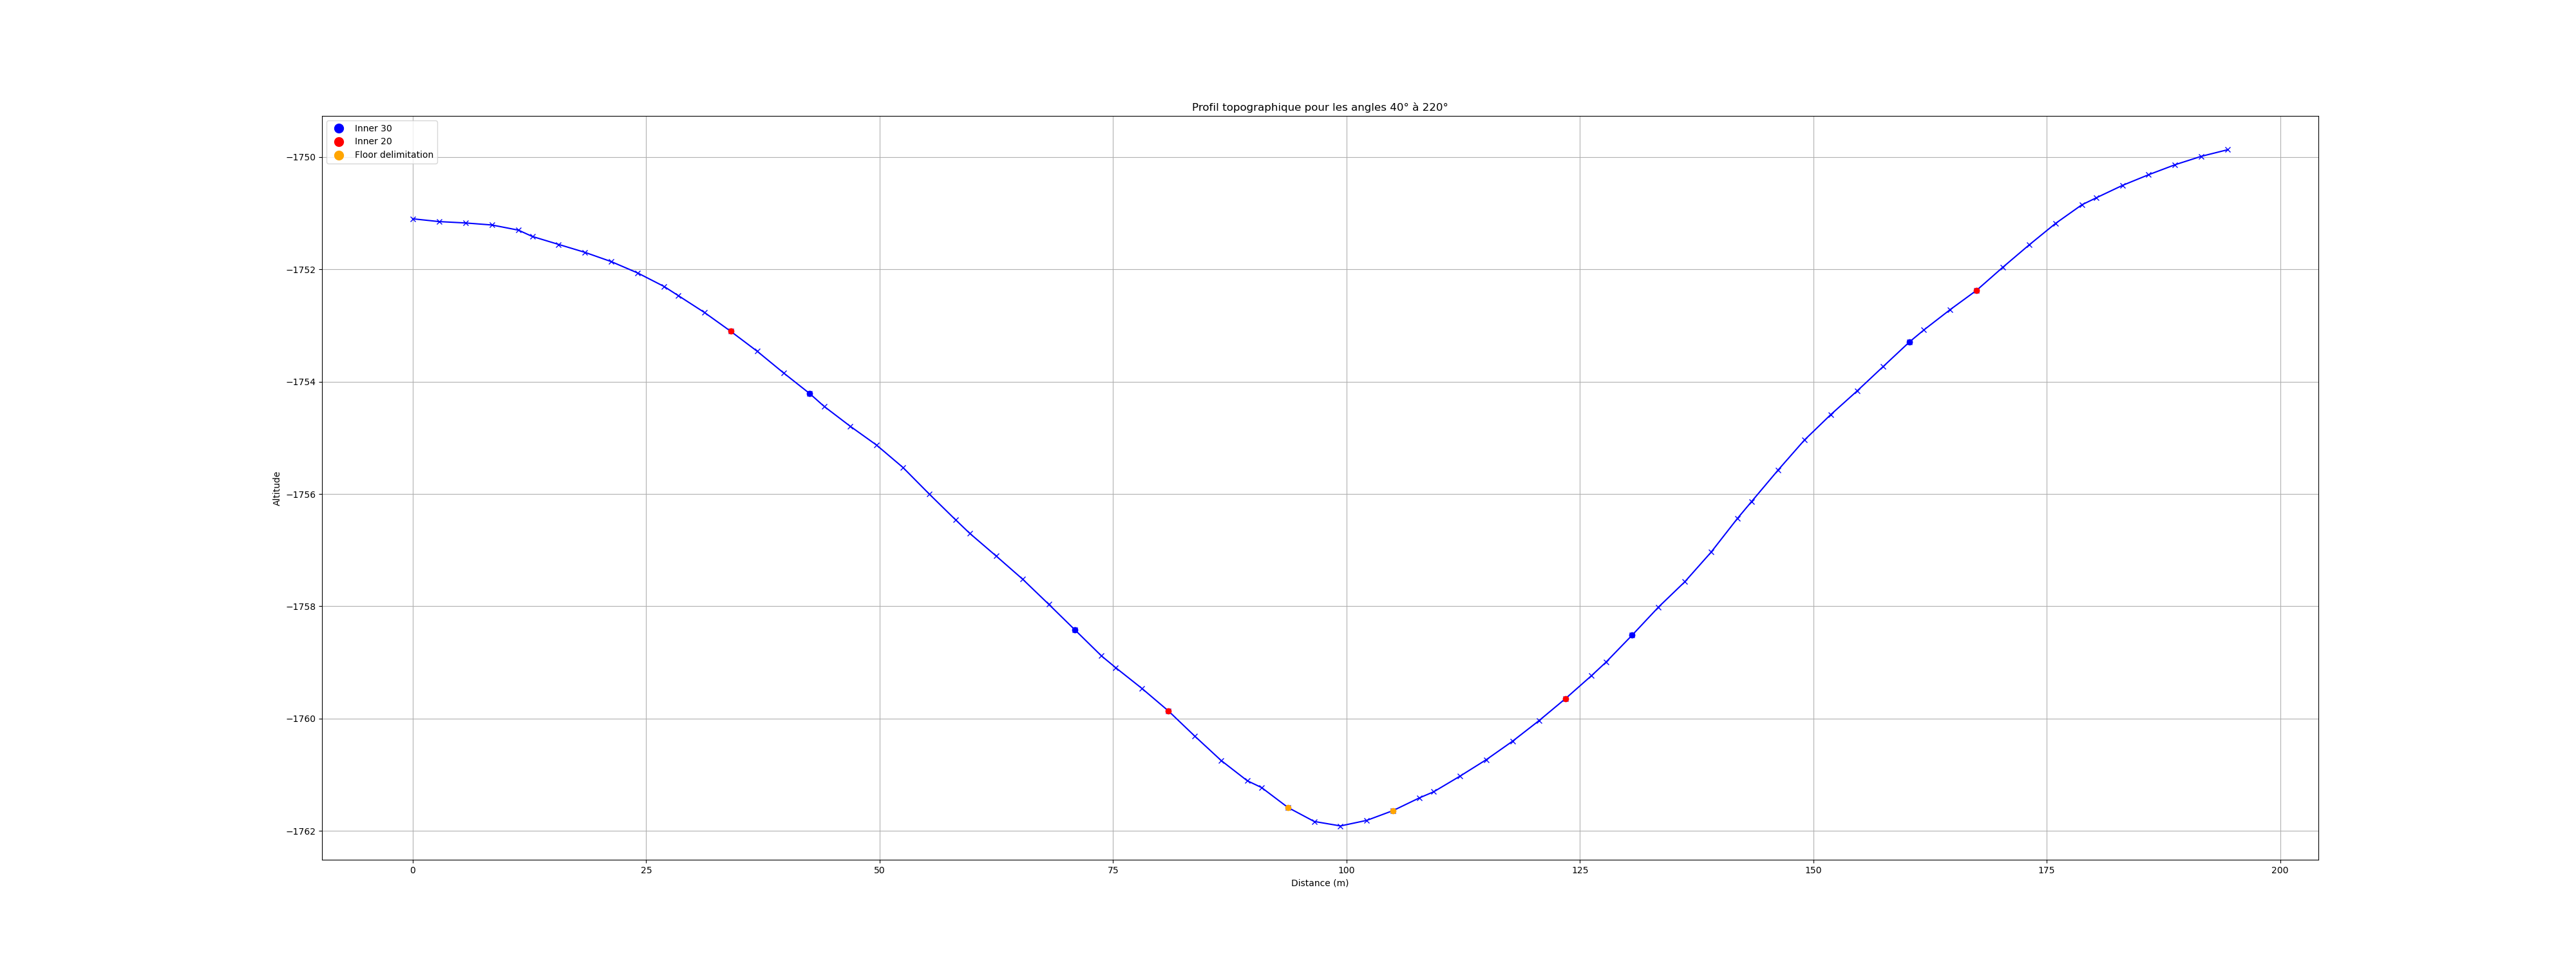 Profil topographique pour les angles 40° à 220°
Inner 30
Inner 20
Floor delimitation
−1750
−1752
−1754
−1756
−1758
−1760
−1762
Altitude
0 25 50 75 100 125 150 175 200
Distance (m)